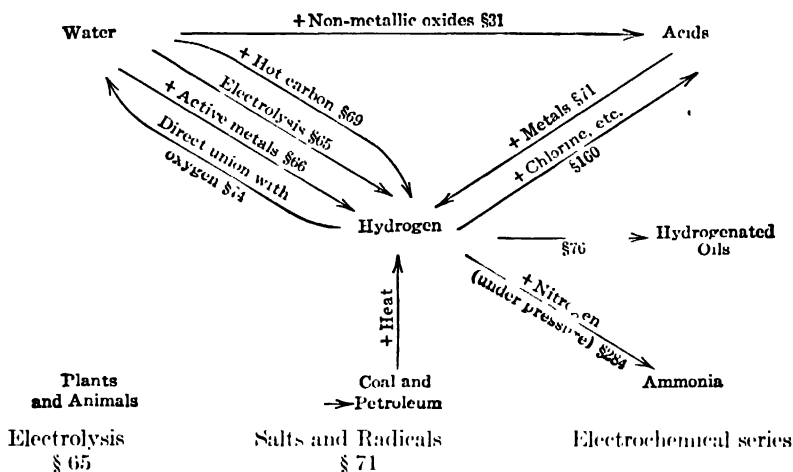 +Non-metallic oxides §31
Water
Acids
+ Hot carbon §69
Electrolysis §65
+ Active metals §66
Direct union with
oxygen §74
+ Metals §71
+ Chlorine, etc.
§160
Hydrogen
§76
Hydrogenated
Oils
+ Nitrogen
(under pressure) §284
+ Heat
Plants
and Animals
Coal and
Petroleum
Ammonia
Electrolysis
§ 65
Salts and Radicals
§ 71
Electrochemical series